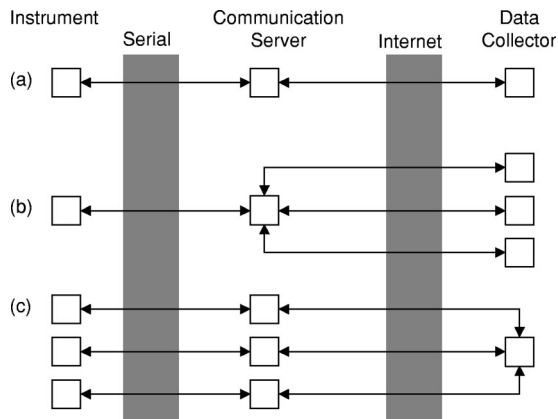 Instrument
Communication
Server
Data
Collector
Serial
Internet
(a)
(b)
(c)